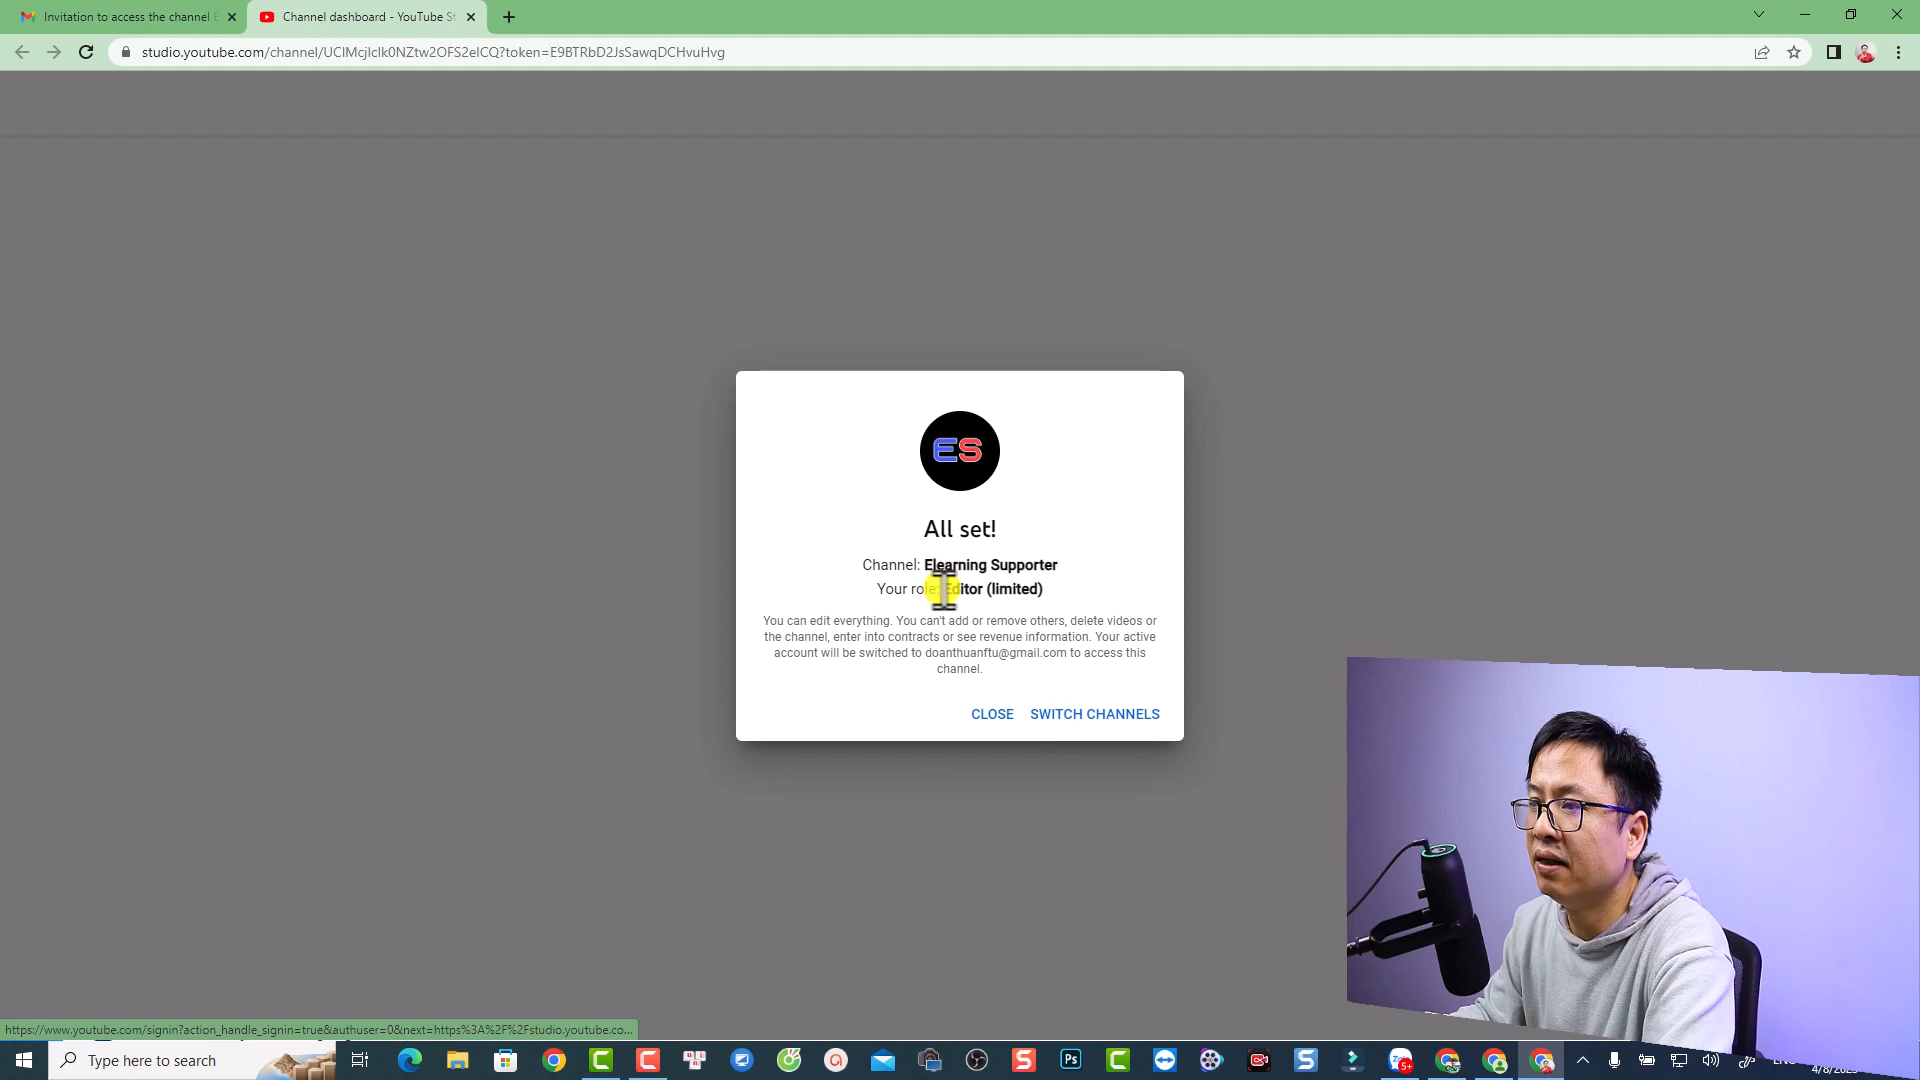 Invitation to access the channel E
Channel dashboard - YouTube St
studio.youtube.com/channel/UClMcjlclk0NZtw2OFS2elCQ?token=E9BTRbD2JsSawqDCHvuHvg
ES
All set!
Channel: Elearning Supporter
Your role: Editor (limited)
You can edit everything. You can't add or remove others, delete videos or
the channel, enter into contracts or see revenue information. Your active
account will be switched to doanthuanftu@gmail.com to access this
channel.
CLOSE SWITCH CHANNELS
https://www.youtube.com/signin?action_handle_signin=true&authuser=0&next=https%3A%2F%2Fstudio.youtube.co...
Type here to search
S
Ps
C
S
Zalo
5+